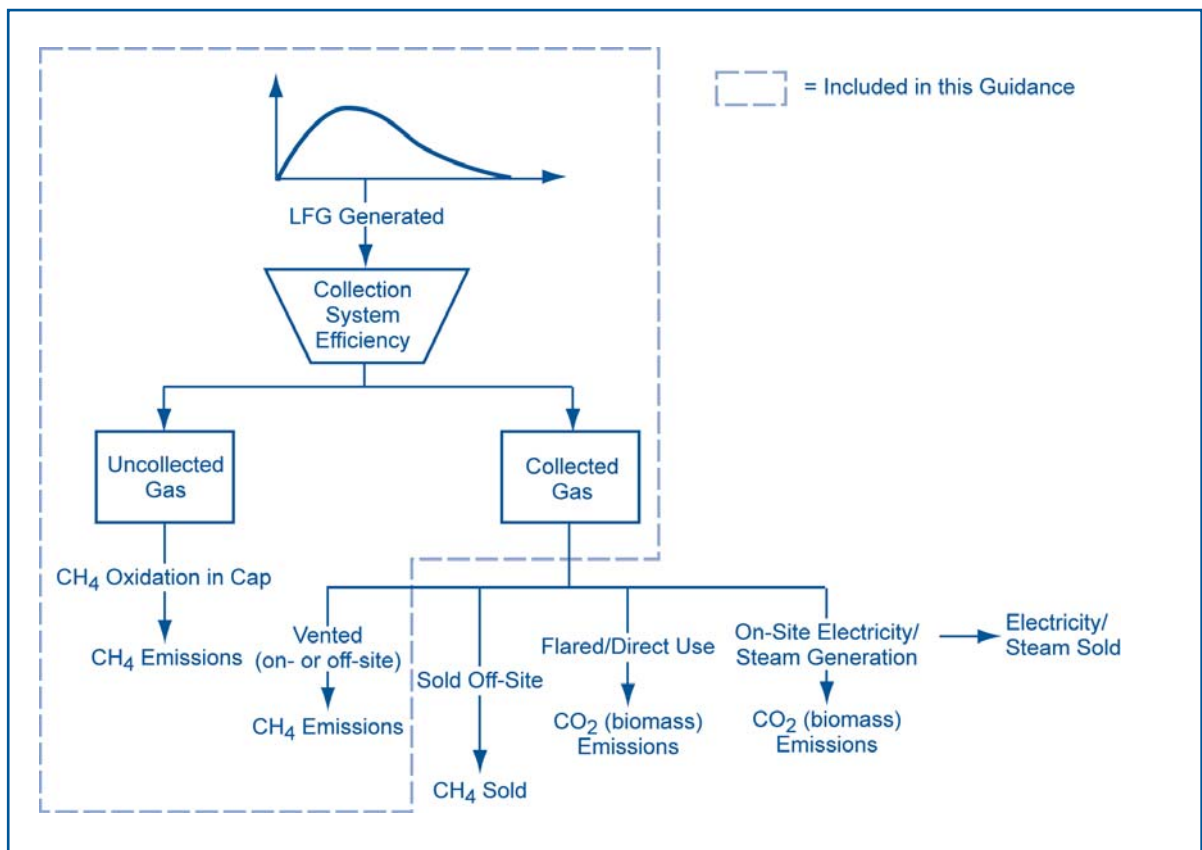 = Included in this Guidance
LFG Generated
Collection
System
Efficiency
Uncollected
Gas
Collected
Gas
CH₄ Oxidation in Cap
CH₄ Emissions
Vented
(on- or off-site)
CH₄ Emissions
Sold Off-Site
CH₄ Sold
Flared/Direct Use
CO₂ (biomass)
Emissions
On-Site Electricity/
Steam Generation
CO₂ (biomass)
Emissions
Electricity/
Steam Sold